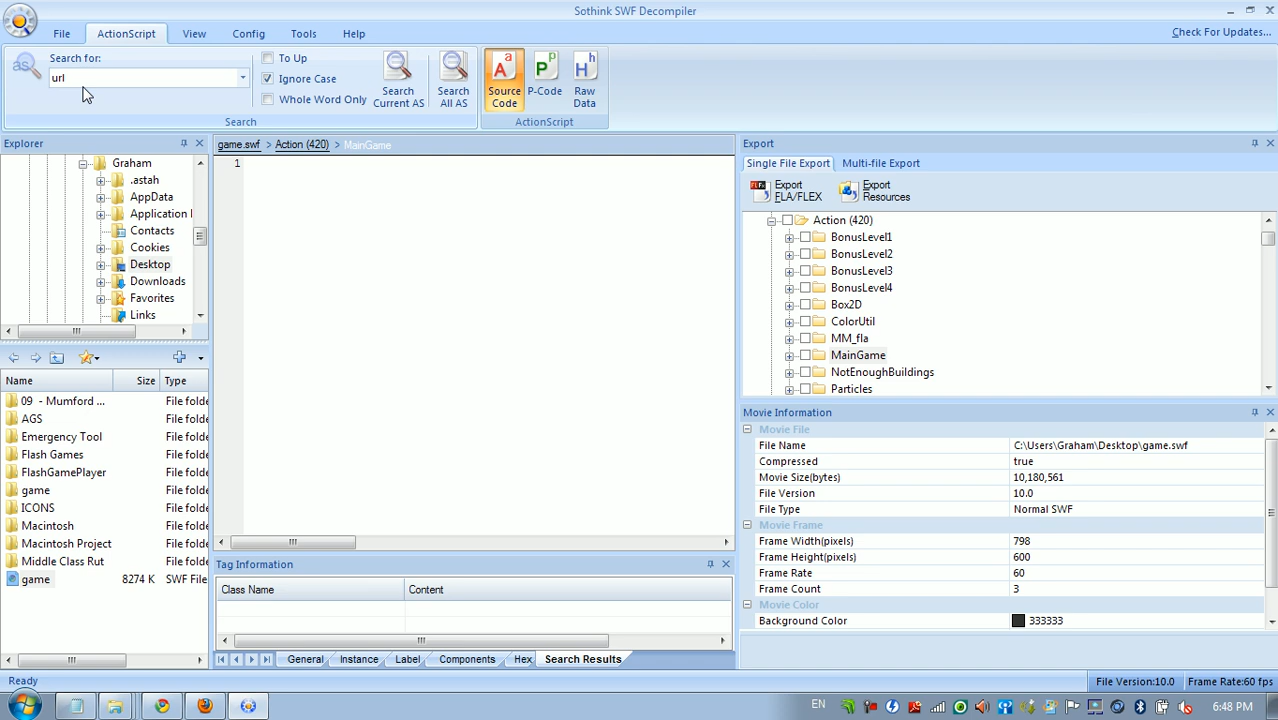 Sothink SWF Decompiler
File
ActionScript
View
Config
Tools
Help
Check For Updates...
as
Search for:
url
To Up
Ignore Case
Whole Word Only
Search Current AS
Search All AS
Search
Source Code
P-Code
Raw Data
ActionScript
Explorer
Graham
.astah
AppData
Application
Contacts
Cookies
Desktop
Downloads
Favorites
Links
Name Size Type
09 - Mumford ... File folde
AGS File folde
Emergency Tool File folde
Flash Games File folde
FlashGamePlayer File folde
game File folde
ICONS File folde
Macintosh File folde
Macintosh Project File folde
Middle Class Rut File folde
game 8274 K SWF File
game.swf > Action (420) > MainGame
1
Tag Information
Class Name Content
General Instance Label Components Hex Search Results
Export
Single File Export Multi-file Export
Export FLA/FLEX
Export Resources
Action (420)
BonusLevel1
BonusLevel2
BonusLevel3
BonusLevel4
Box2D
ColorUtil
MM_fla
MainGame
NotEnoughBuildings
Particles
Movie Information
Movie File
File Name C:\Users\Graham\Desktop\game.swf
Compressed true
Movie Size(bytes) 10,180,561
File Version 10.0
File Type Normal SWF
Movie Frame
Frame Width(pixels) 798
Frame Height(pixels) 600
Frame Rate 60
Frame Count 3
Movie Color
Background Color 333333
Ready
File Version:10.0 Frame Rate:60 fps
EN
6:48 PM